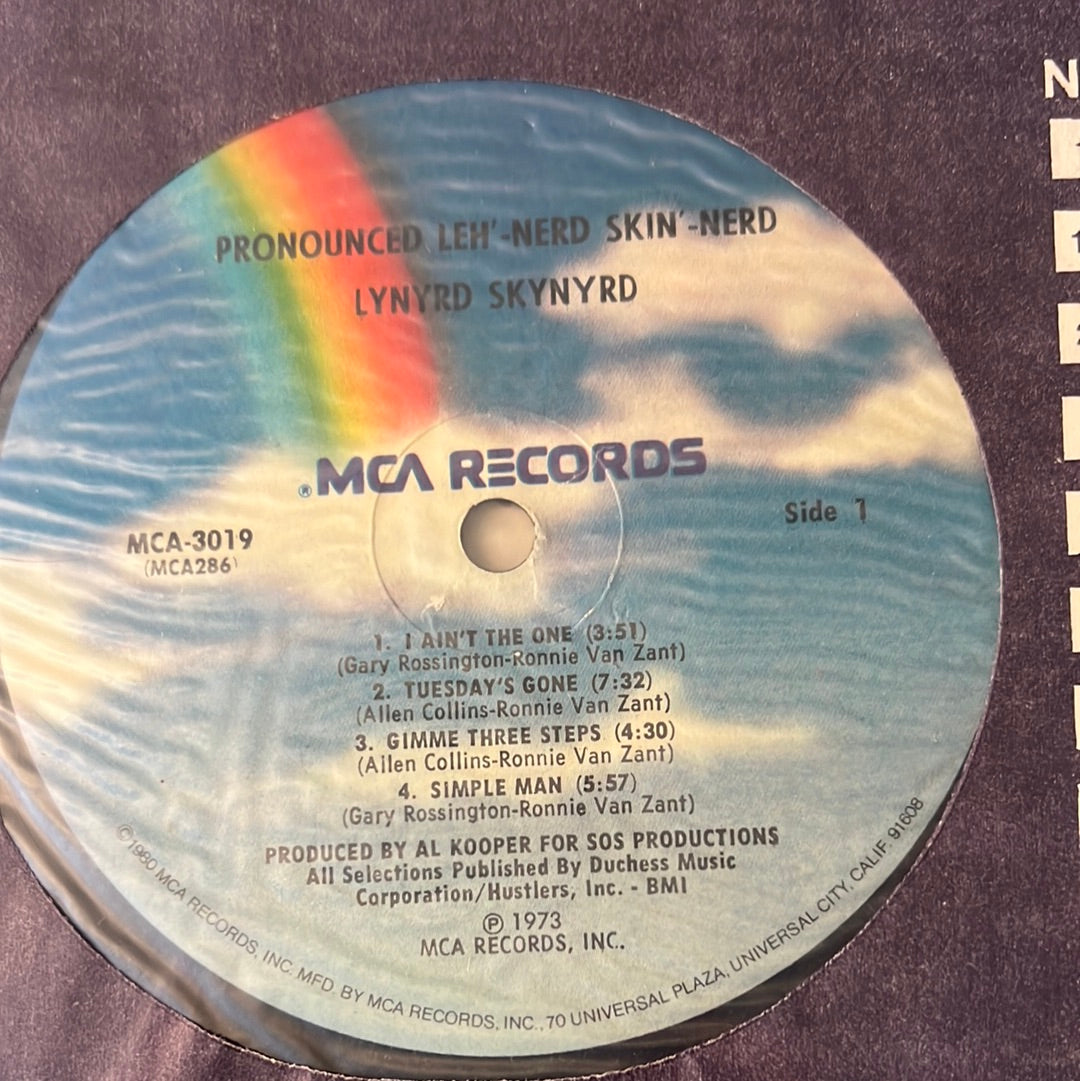 PRONOUNCED LEH'-NERD SKIN'-NERD
LYNYRD SKYNYRD
®MCA RECORDS
MCA-3019
(MCA286)
Side 1
1. I AIN'T THE ONE (3:51)
(Gary Rossington-Ronnie Van Zant)
2. TUESDAY'S GONE (7:32)
(Allen Collins-Ronnie Van Zant)
3. GIMME THREE STEPS (4:30)
(Allen Collins-Ronnie Van Zant)
4. SIMPLE MAN (5:57)
(Gary Rossington-Ronnie Van Zant)
PRODUCED BY AL KOOPER FOR SOS PRODUCTIONS
All Selections Published By Duchess Music
Corporation/Hustlers, Inc. - BMI
℗ 1973
MCA RECORDS, INC.
©1980 MCA RECORDS, INC. MFD. BY MCA RECORDS, INC., 70 UNIVERSAL PLAZA, UNIVERSAL CITY, CALIF. 91608
N